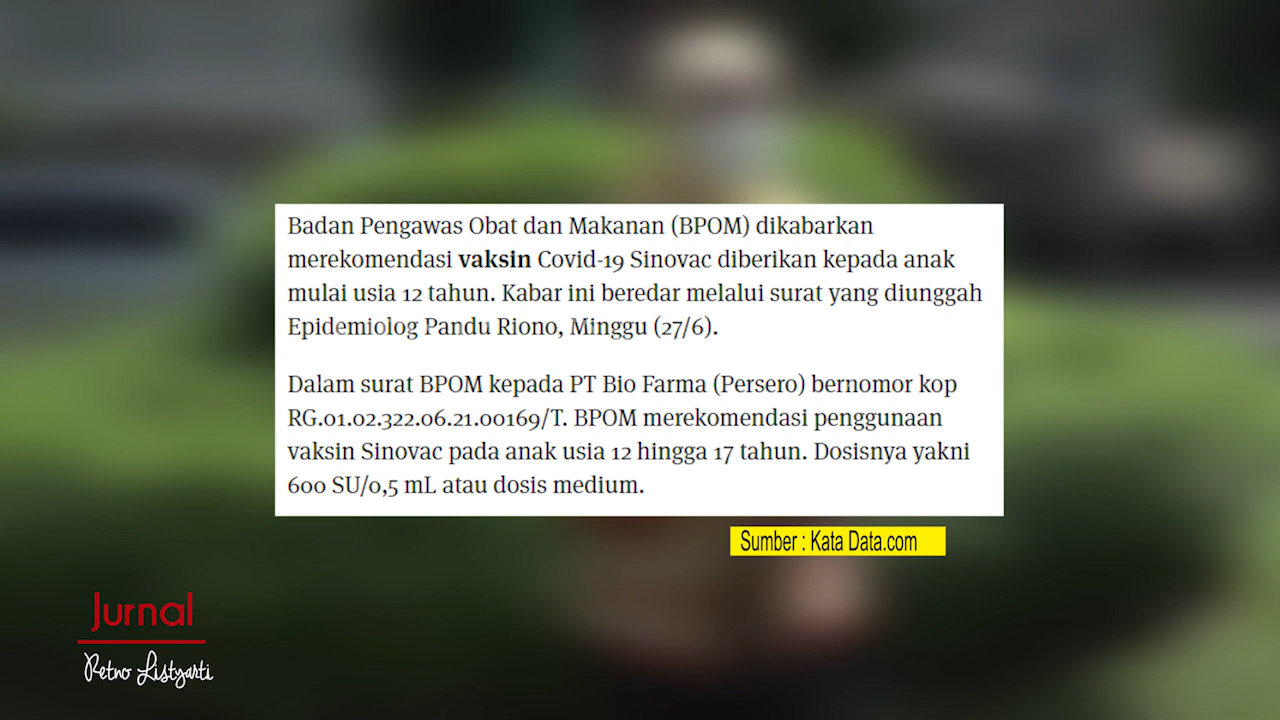 Badan Pengawas Obat dan Makanan (BPOM) dikabarkan
merekomendasi vaksin Covid-19 Sinovac diberikan kepada anak
mulai usia 12 tahun. Kabar ini beredar melalui surat yang diunggah
Epidemiolog Pandu Riono, Minggu (27/6).
Dalam surat BPOM kepada PT Bio Farma (Persero) bernomor kop
RG.01.02.322.06.21.00169/T. BPOM merekomendasi penggunaan
vaksin Sinovac pada anak usia 12 hingga 17 tahun. Dosisnya yakni
600 SU/0,5 mL atau dosis medium.
Sumber : Kata Data.com
Jurnal
Retno Listyarti